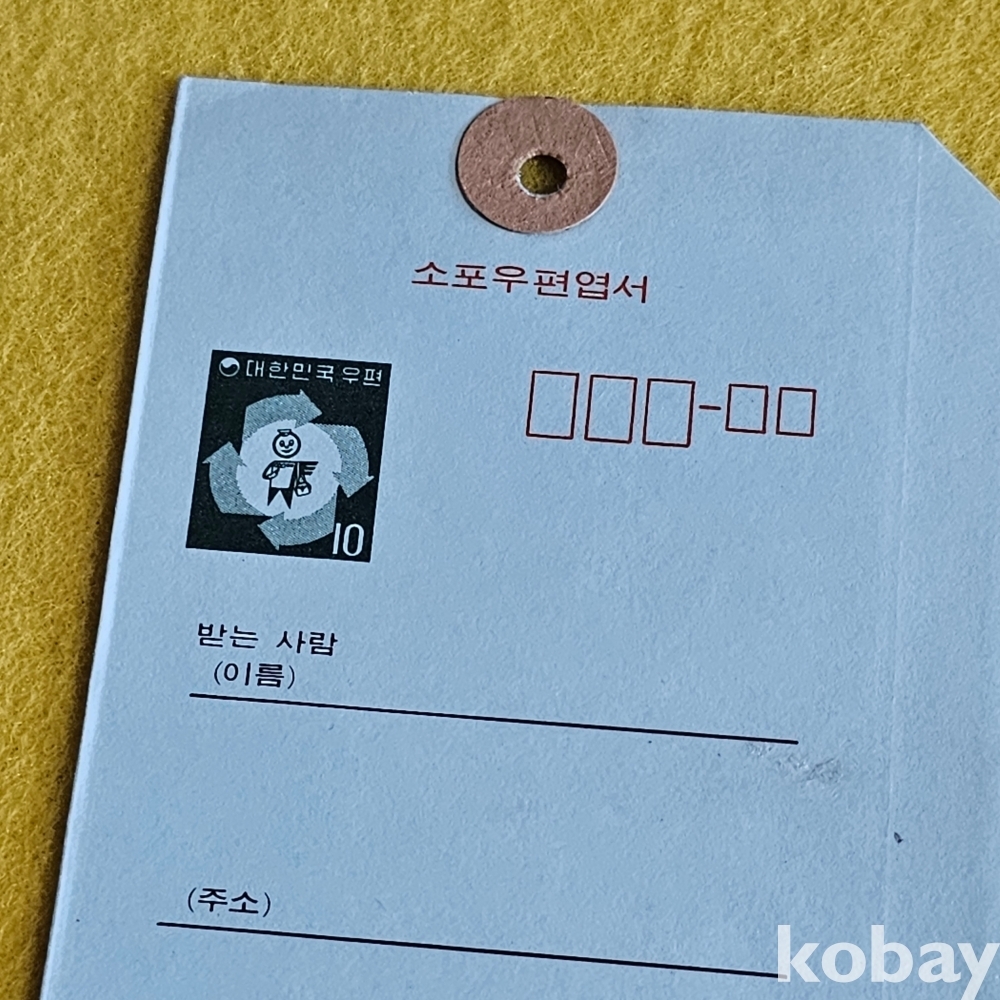 소포우편엽서
대한민국우편
10
받는 사람
(이름)
(주소)
kobay